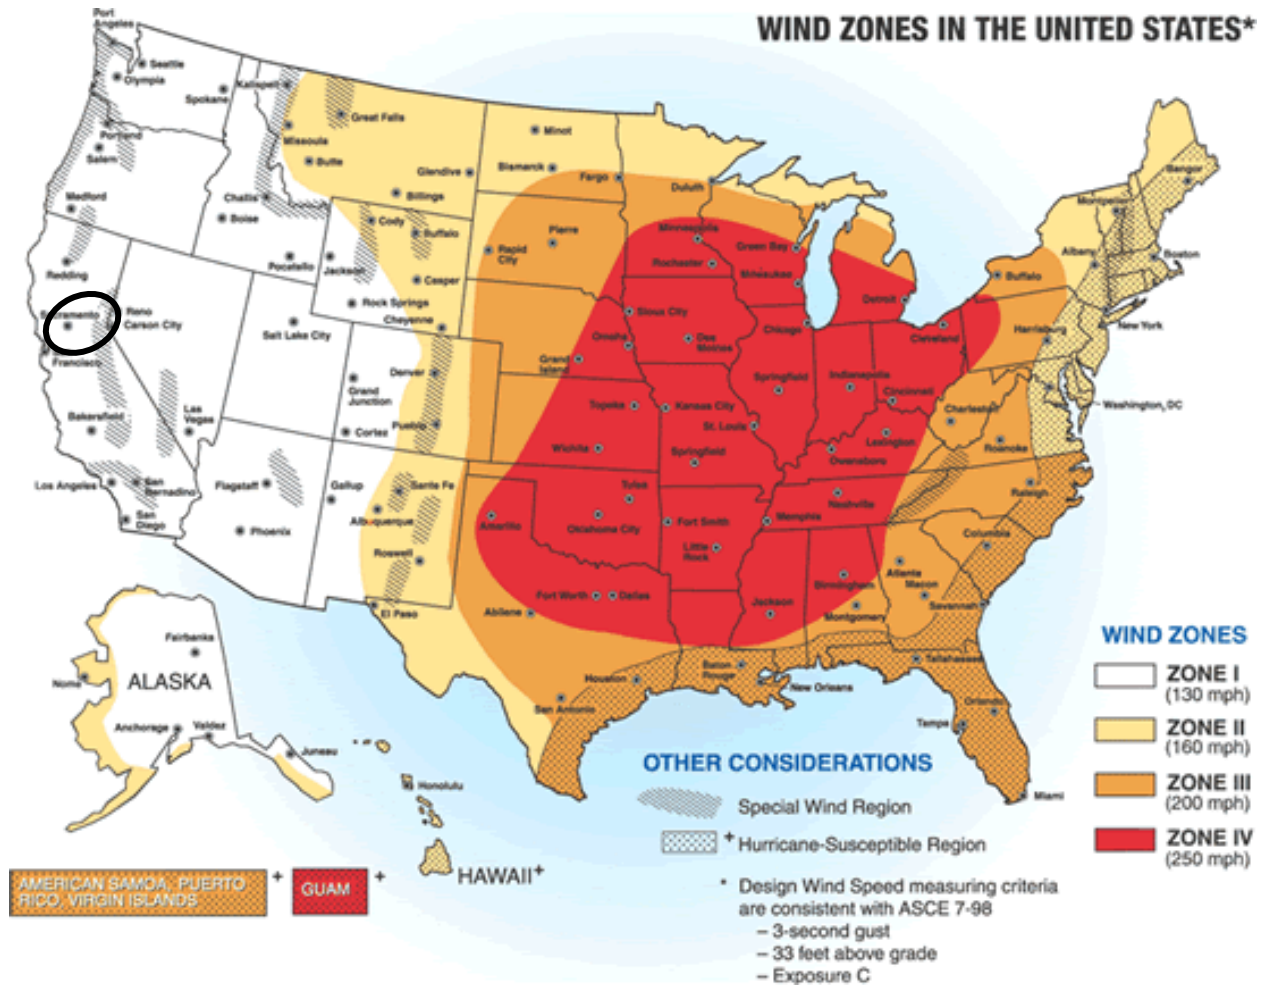 WIND ZONES IN THE UNITED STATES*
Port
Angeles
Seattle
Olympia
Spokane
Kalispell
Great Falls
Missoula
Butte
Glendive
Billings
Minot
Bismarck
Fargo
Duluth
Bangor
Montpelier
Portland
Salem
Medford
Challis
Boise
Cody
Buffalo
Pierre
Rapid
City
Minneapolis
Green Bay
Rochester
Milwaukee
Buffalo
Albany
Boston
Redding
Pocatello
Jackson
Casper
Rock Springs
Cheyenne
Sioux City
Detroit
Reno
Carson City
Salt Lake City
Omaha
Des
Moines
Chicago
Cleveland
Harrisburg
New York
Francisco
Grand
Island
Denver
Grand
Junction
Springfield
Indianapolis
Cincinnati
Washington, DC
Bakersfield
Las
Vegas
Cortez
Pueblo
Topeka
Kansas City
St. Louis
Charleston
Lexington
Roanoke
Wichita
Springfield
Owensboro
Los Angeles
San
Bernadino
Flagstaff
Gallup
Santa Fe
Tulsa
Nashville
Raleigh
San
Diego
Phoenix
Albuquerque
Amarillo
Oklahoma City
Fort Smith
Memphis
Columbia
Roswell
Little
Rock
Atlanta
Macon
Birmingham
El Paso
Abilene
Fort Worth
Dallas
Jackson
Montgomery
Savannah
Fairbanks
Nome
ALASKA
Anchorage
Valdez
Juneau
Houston
Baton
Rouge
New Orleans
Tallahassee
San Antonio
Orlando
Tampa
Miami
Honolulu
HAWAII+
WIND ZONES
ZONE I
(130 mph)
ZONE II
(160 mph)
ZONE III
(200 mph)
ZONE IV
(250 mph)
OTHER CONSIDERATIONS
Special Wind Region
+ Hurricane-Susceptible Region
AMERICAN SAMOA, PUERTO
RICO, VIRGIN ISLANDS
+
GUAM
+
* Design Wind Speed measuring criteria
are consistent with ASCE 7-98
– 3-second gust
– 33 feet above grade
– Exposure C